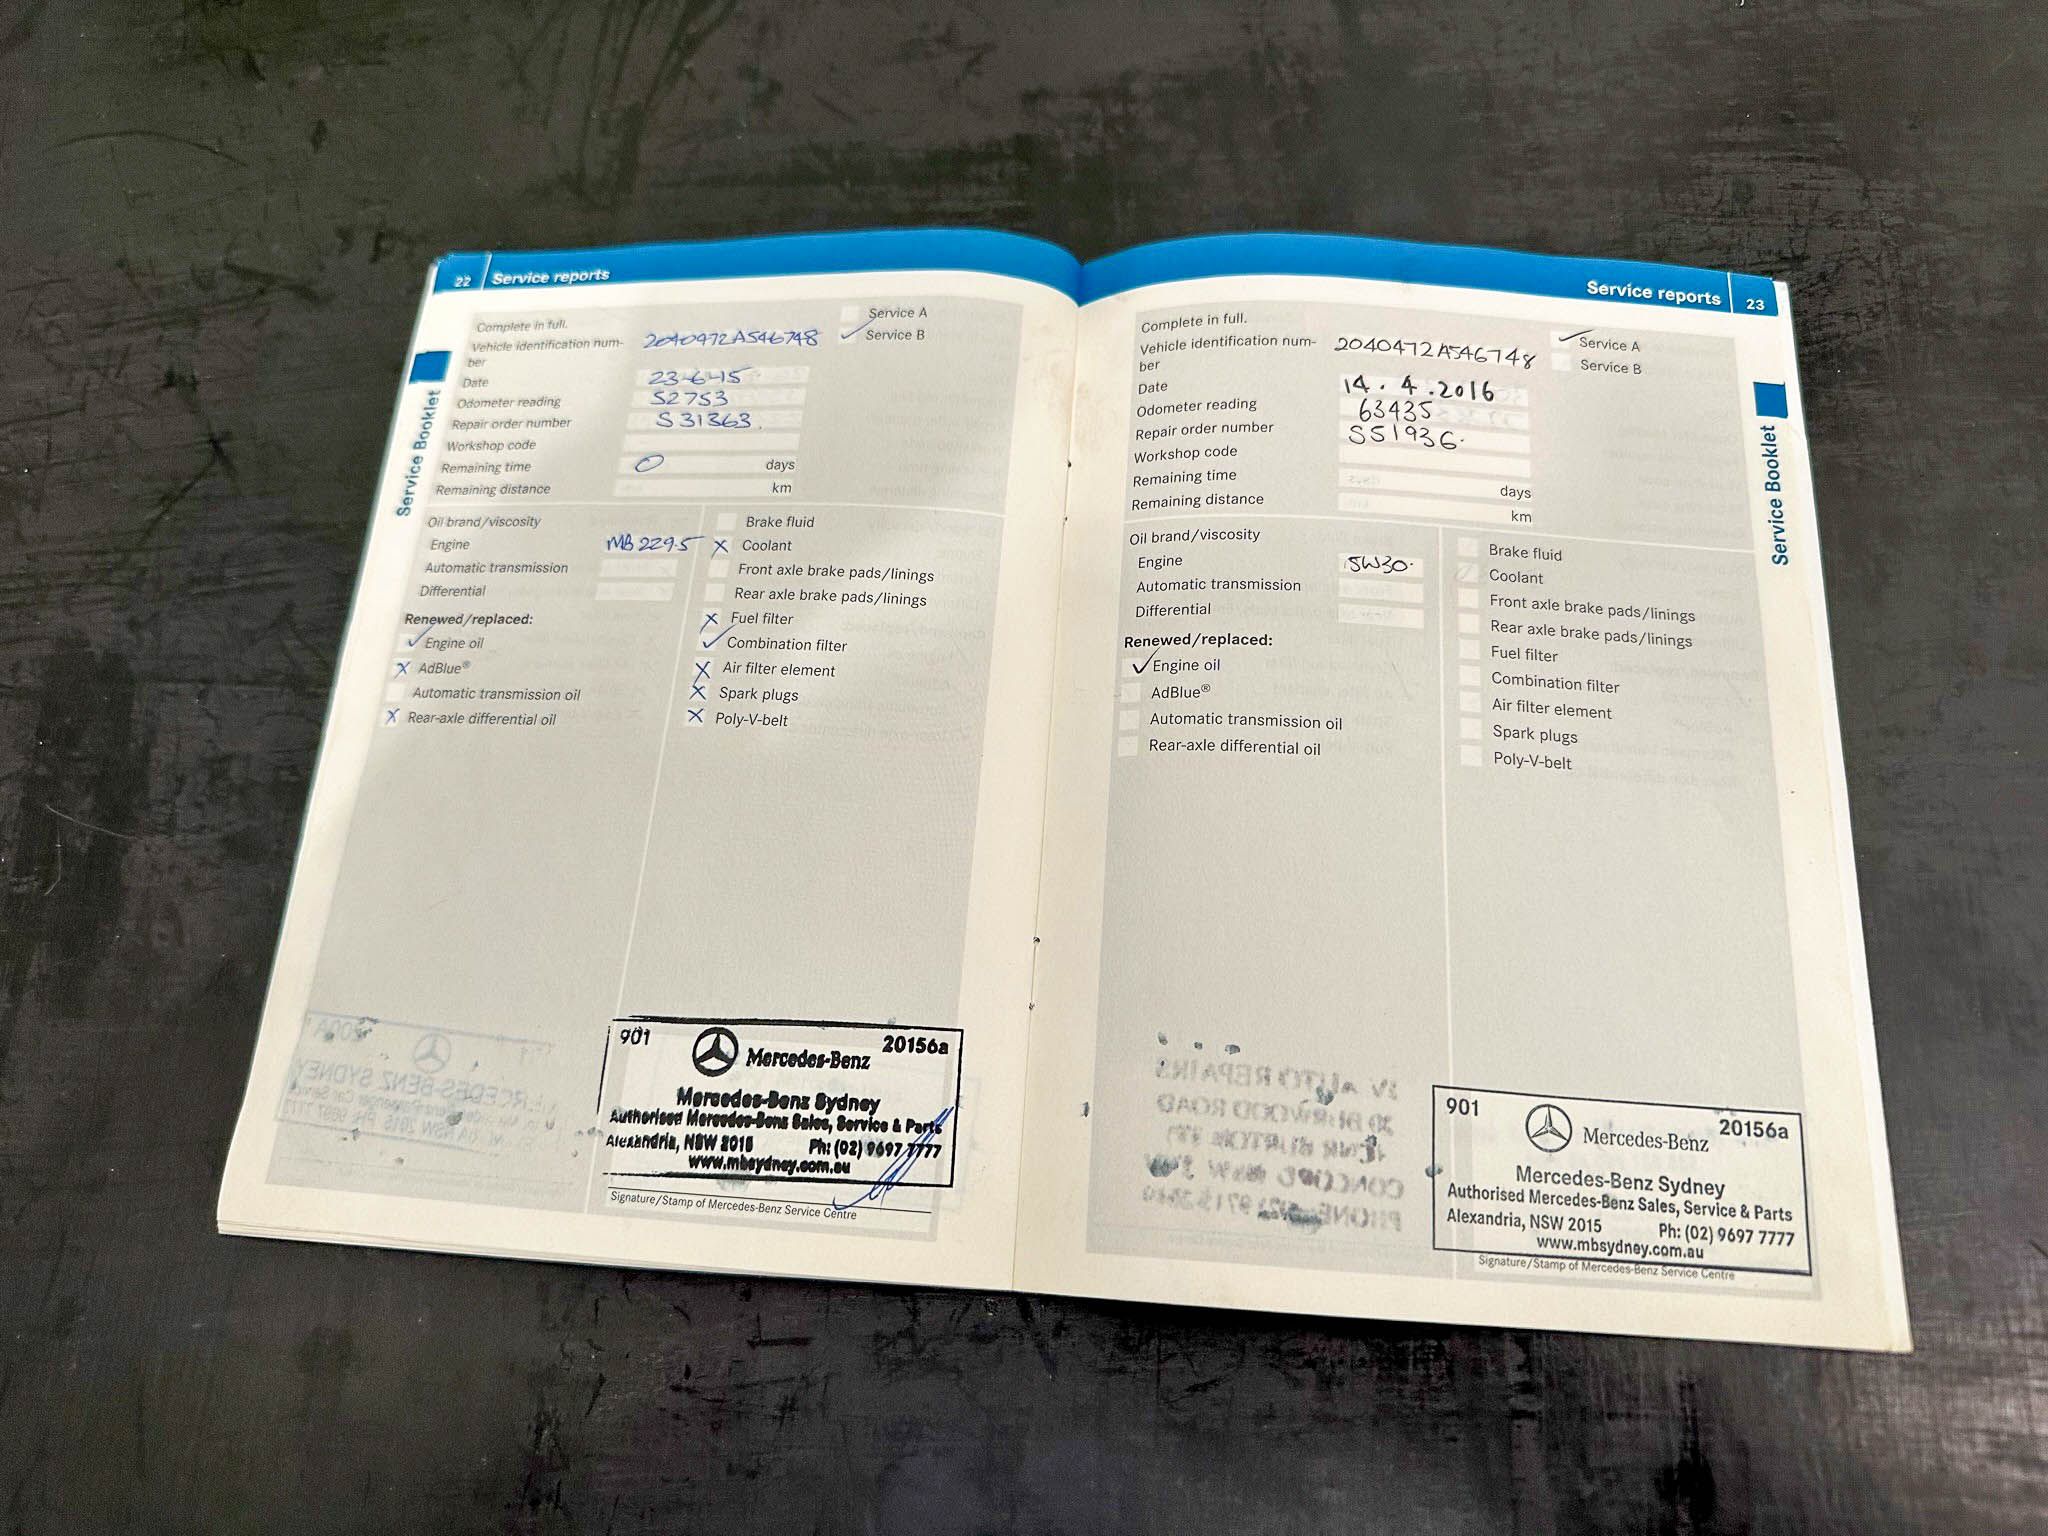 22 Service reports
Complete in full.
Vehicle identification num-
ber
2040472A546748
Service A
Service B
Date 23-6-15
Odometer reading 52753
Repair order number S31363.
Workshop code
Remaining time 0 days
Remaining distance km
Service Booklet
Oil brand/viscosity
Engine MB 229.5
Automatic transmission
Differential
Renewed/replaced:
✓ Engine oil
X AdBlue®
Automatic transmission oil
X Rear-axle differential oil
Brake fluid
X Coolant
Front axle brake pads/linings
Rear axle brake pads/linings
X Fuel filter
✓ Combination filter
X Air filter element
X Spark plugs
X Poly-V-belt
901 Mercedes-Benz 20156a
Mercedes-Benz Sydney
Authorised Mercedes-Benz Sales, Service & Parts
Alexandria, NSW 2015 Ph: (02) 9697 7777
www.mbsydney.com.au
Signature/Stamp of Mercedes-Benz Service Centre
Service reports 23
Complete in full.
Vehicle identification num-
ber
2040472A546748
✓ Service A
Service B
Date 14.4.2016
Odometer reading 63435
Repair order number S51936.
Workshop code
Remaining time days
Remaining distance km
Service Booklet
Oil brand/viscosity
Engine 5W30.
Automatic transmission
Differential
Renewed/replaced:
✓ Engine oil
AdBlue®
Automatic transmission oil
Rear-axle differential oil
Brake fluid
Coolant
Front axle brake pads/linings
Rear axle brake pads/linings
Fuel filter
Combination filter
Air filter element
Spark plugs
Poly-V-belt
901 Mercedes-Benz 20156a
Mercedes-Benz Sydney
Authorised Mercedes-Benz Sales, Service & Parts
Alexandria, NSW 2015 Ph: (02) 9697 7777
www.mbsydney.com.au
Signature/Stamp of Mercedes-Benz Service Centre